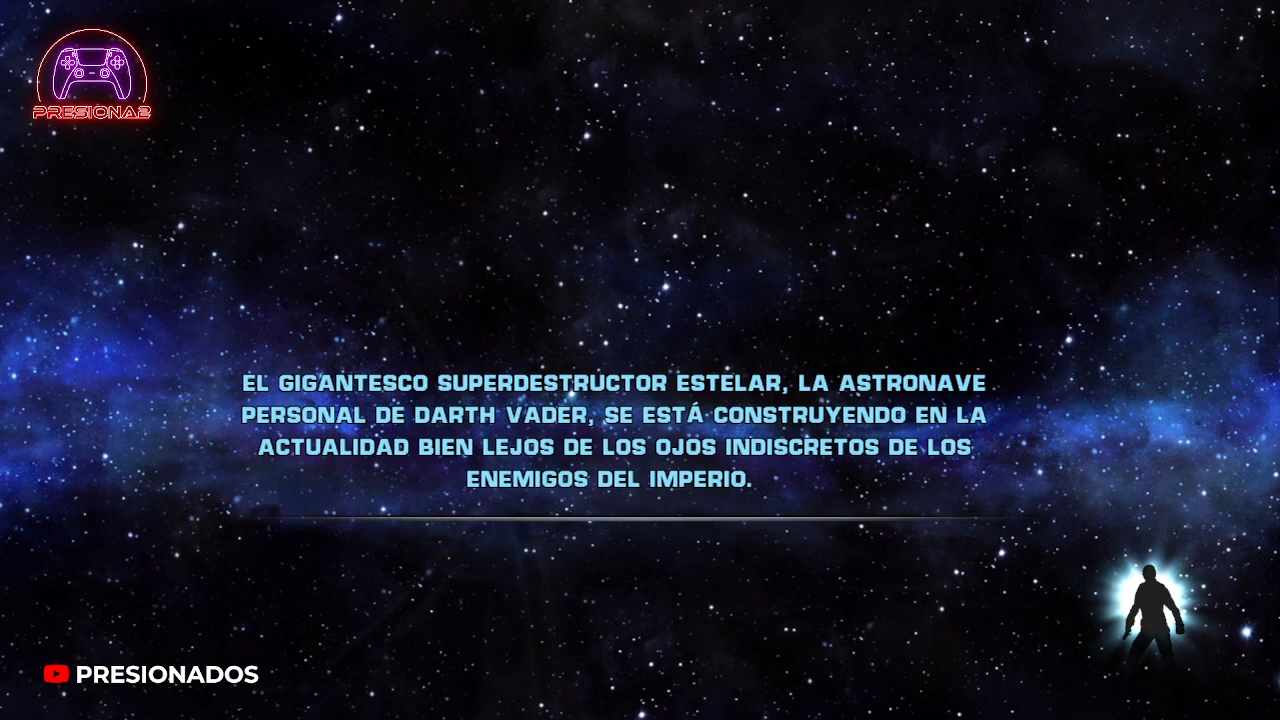 PRESIONA2
EL GIGANTESCO SUPERDESTRUCTOR ESTELAR, LA ASTRONAVE
PERSONAL DE DARTH VADER, SE ESTÁ CONSTRUYENDO EN LA
ACTUALIDAD BIEN LEJOS DE LOS OJOS INDISCRETOS DE LOS
ENEMIGOS DEL IMPERIO.
PRESIONADOS